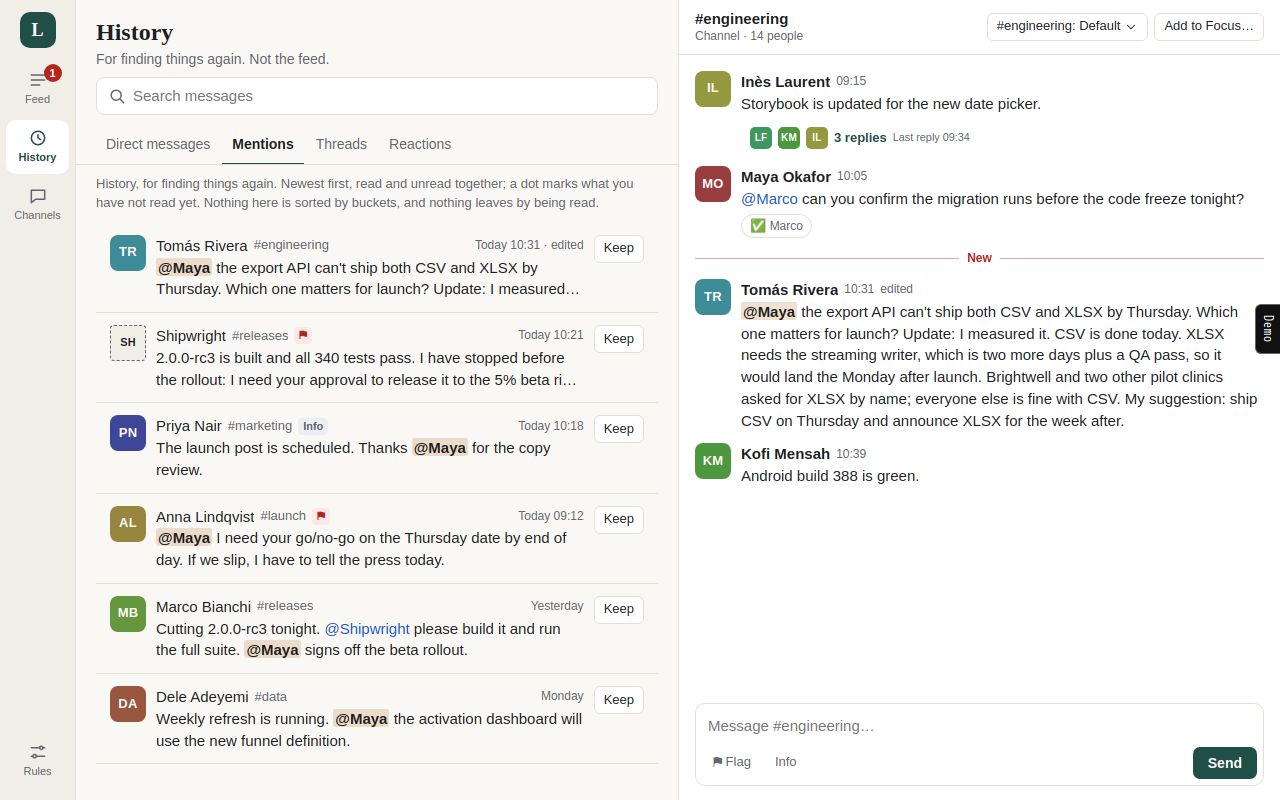 L
1
Feed
History
Channels
Rules
History
For finding things again. Not the feed.
Search messages
Direct messages
Mentions
Threads
Reactions
History, for finding things again. Newest first, read and unread together; a dot marks what you
have not read yet. Nothing here is sorted by buckets, and nothing leaves by being read.
TR
Tomás Rivera #engineering
Today 10:31 · edited
Keep
@Maya the export API can't ship both CSV and XLSX by
Thursday. Which one matters for launch? Update: I measured…
SH
Shipwright #releases
Today 10:21
Keep
2.0.0-rc3 is built and all 340 tests pass. I have stopped before
the rollout: I need your approval to release it to the 5% beta ri…
PN
Priya Nair #marketing Info
Today 10:18
Keep
The launch post is scheduled. Thanks @Maya for the copy
review.
AL
Anna Lindqvist #launch
Today 09:12
Keep
@Maya I need your go/no-go on the Thursday date by end of
day. If we slip, I have to tell the press today.
MB
Marco Bianchi #releases
Yesterday
Keep
Cutting 2.0.0-rc3 tonight. @Shipwright please build it and run
the full suite. @Maya signs off the beta rollout.
DA
Dele Adeyemi #data
Monday
Keep
Weekly refresh is running. @Maya the activation dashboard will
use the new funnel definition.
#engineering
Channel · 14 people
#engineering: Default
Add to Focus…
IL
Inès Laurent 09:15
Storybook is updated for the new date picker.
LF KM IL 3 replies Last reply 09:34
MO
Maya Okafor 10:05
@Marco can you confirm the migration runs before the code freeze tonight?
✅ Marco
New
TR
Tomás Rivera 10:31 edited
@Maya the export API can't ship both CSV and XLSX by Thursday. Which
one matters for launch? Update: I measured it. CSV is done today. XLSX
needs the streaming writer, which is two more days plus a QA pass, so it
would land the Monday after launch. Brightwell and two other pilot clinics
asked for XLSX by name; everyone else is fine with CSV. My suggestion: ship
CSV on Thursday and announce XLSX for the week after.
KM
Kofi Mensah 10:39
Android build 388 is green.
Demo
Message #engineering…
Flag
Info
Send